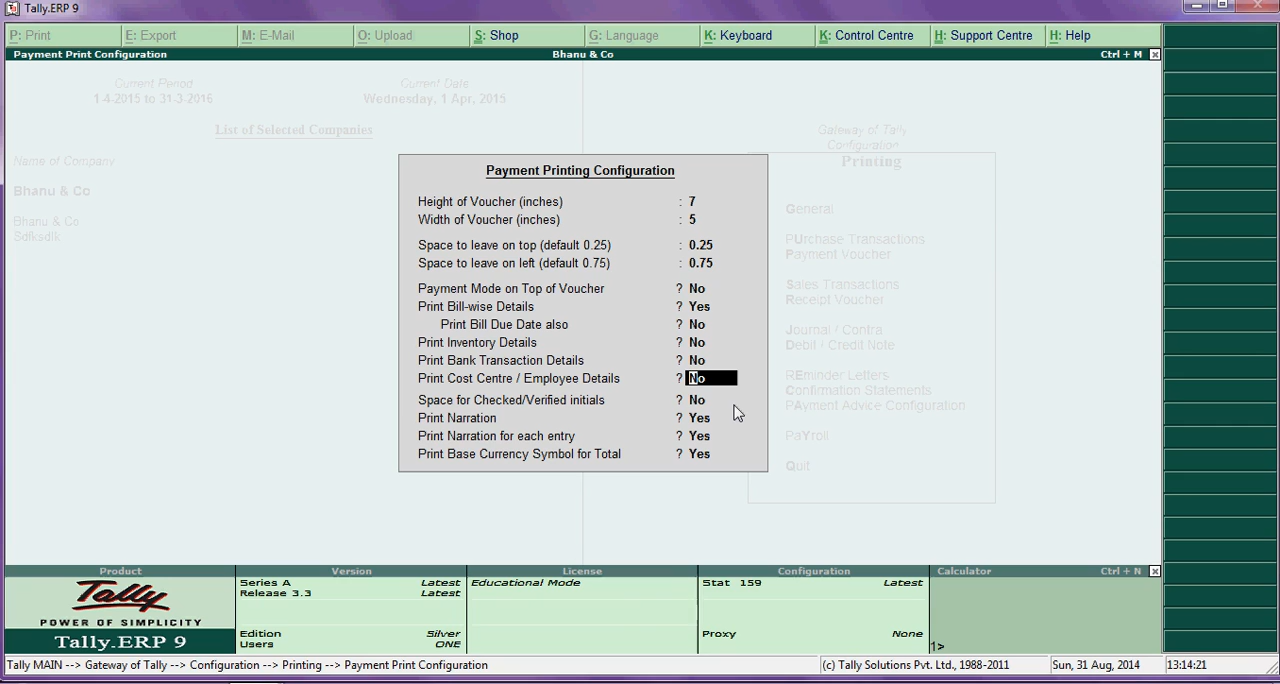 Tally.ERP 9
P: Print E: Export M: E-Mail O: Upload S: Shop G: Language K: Keyboard K: Control Centre H: Support Centre H: Help
Payment Print Configuration Bhanu & Co Ctrl + M
Current Period Current Date
1-4-2015 to 31-3-2016 Wednesday, 1 Apr, 2015
List of Selected Companies
Name of Company
Bhanu & Co
Bhanu & Co
Sdfksdlk
Gateway of Tally
Configuration
Printing
General
PUrchase Transactions
Payment Voucher
Sales Transactions
Receipt Voucher
Journal / Contra
Debit / Credit Note
REminder Letters
Confirmation Statements
PAyment Advice Configuration
PaYroll
Quit
Payment Printing Configuration
Height of Voucher (inches) : 7
Width of Voucher (inches) : 5
Space to leave on top (default 0.25) : 0.25
Space to leave on left (default 0.75) : 0.75
Payment Mode on Top of Voucher ? No
Print Bill-wise Details ? Yes
Print Bill Due Date also ? No
Print Inventory Details ? No
Print Bank Transaction Details ? No
Print Cost Centre / Employee Details ? No
Space for Checked/Verified initials ? No
Print Narration ? Yes
Print Narration for each entry ? Yes
Print Base Currency Symbol for Total ? Yes
Product Version License Configuration Calculator Ctrl + N
Tally
POWER OF SIMPLICITY
Tally.ERP 9
Series A Latest
Release 3.3 Latest
Edition Silver
Users ONE
Educational Mode
Stat 159 Latest
Proxy None
1>
Tally MAIN --> Gateway of Tally --> Configuration --> Printing --> Payment Print Configuration (c) Tally Solutions Pvt. Ltd., 1988-2011 Sun, 31 Aug, 2014 13:14:21